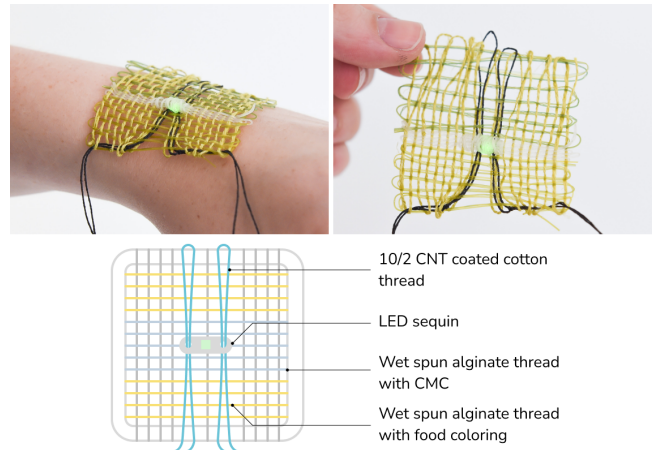 10/2 CNT coated cotton
thread
LED sequin
Wet spun alginate thread
with CMC
Wet spun alginate thread
with food coloring